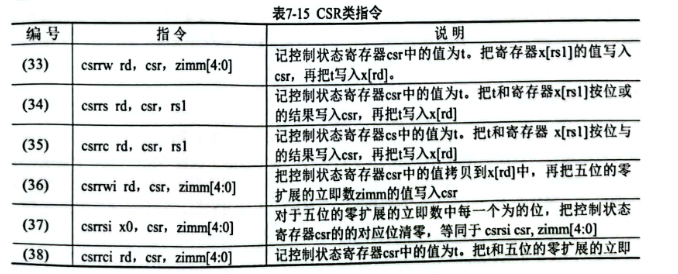 表7-15 CSR类指令
编号 指令 说明
(33) csrrw rd, csr, zimm[4:0] 记控制状态寄存器csr中的值为t。把寄存器x[rs1]的值写入
csr，再把t写入x[rd]。
(34) csrrs rd, csr, rs1 记控制状态寄存器csr中的值为t。把t和寄存器x[rs1]按位或
的结果写入csr，再把t写入x[rd]
(35) csrrc rd, csr, rs1 记控制状态寄存器cs中的值为t。把t和寄存器 x[rs1]按位与
的结果写入csr，再把t写入x[rd]
(36) csrrwi rd, csr, zimm[4:0] 把控制状态寄存器csr中的值拷贝到x[rd]中，再把五位的零
扩展的立即数zimm的值写入csr
(37) csrrsi x0, csr, zimm[4:0] 对于五位的零扩展的立即数中每一个为的位，把控制状态
寄存器csr的的对应位清零，等同于 csrsi csr, zimm[4:0]
(38) csrrci rd, csr, zimm[4:0] 记控制状态寄存器csr中的值为t。把t和五位的零扩展的立即